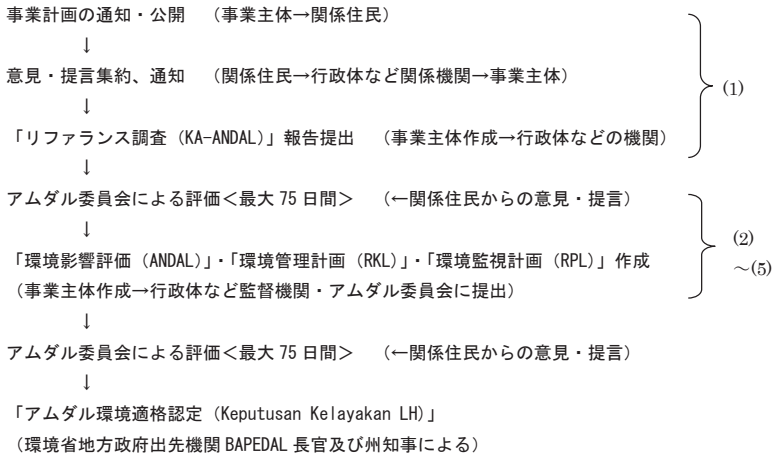 事業計画の通知・公開 （事業主体→関係住民）
↓
意見・提言集約、通知 （関係住民→行政体など関係機関→事業主体）
(1)
↓
「リファランス調査（KA-ANDAL）」報告提出 （事業主体作成→行政体などの機関）
↓
アムダル委員会による評価＜最大 75 日間＞ （←関係住民からの意見・提言）
↓
(2)
～(5)
「環境影響評価（ANDAL）」・「環境管理計画（RKL）」・「環境監視計画（RPL）」作成
（事業主体作成→行政体など監督機関・アムダル委員会に提出）
↓
アムダル委員会による評価＜最大 75 日間＞ （←関係住民からの意見・提言）
↓
「アムダル環境適格認定（Keputusan Kelayakan LH）」
（環境省地方政府出先機関 BAPEDAL 長官及び州知事による）